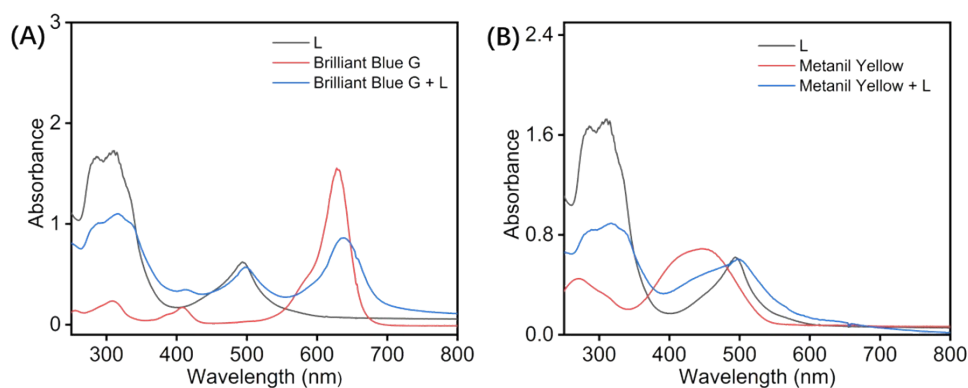 (A)
3
2
1
0
Absorbance
L
Brilliant Blue G
Brilliant Blue G + L
300 400 500 600 700 800
Wavelength (nm)
(B)
2.4
1.6
0.8
0.0
Absorbance
L
Metanil Yellow
Metanil Yellow + L
300 400 500 600 700 800
Wavelength (nm)